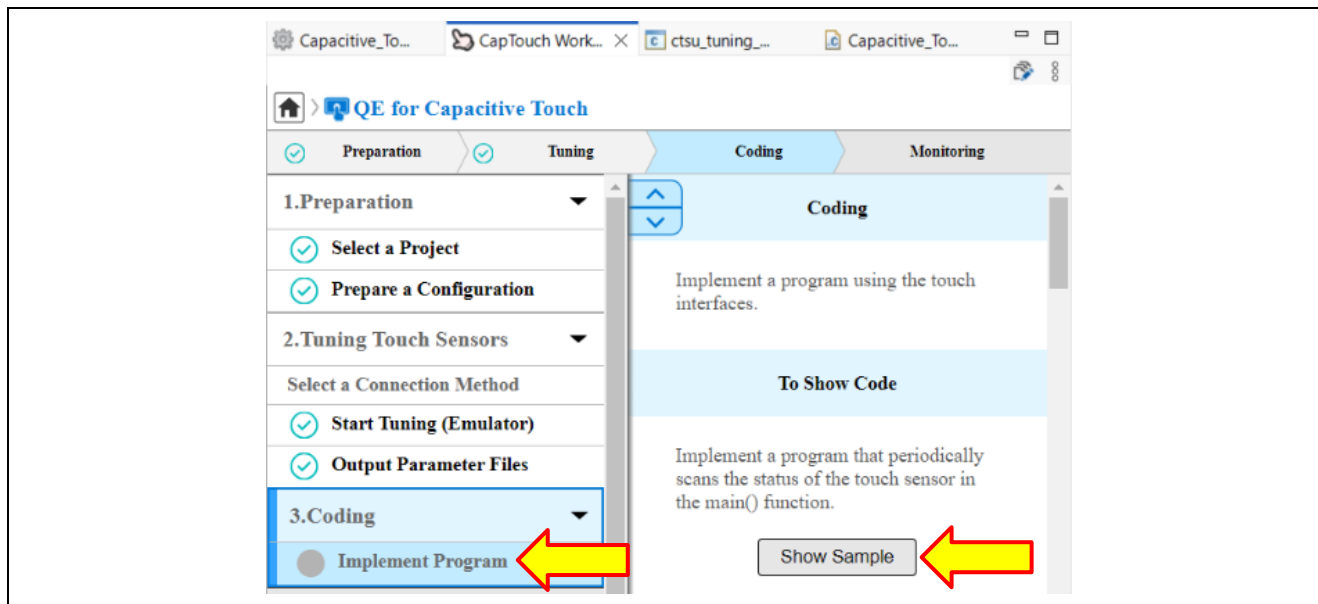 Capacitive_To...
CapTouch Work...
ctsu_tuning_...
Capacitive_To...
QE for Capacitive Touch
Preparation
Tuning
Coding
Monitoring
1.Preparation
Select a Project
Prepare a Configuration
2.Tuning Touch Sensors
Select a Connection Method
Start Tuning (Emulator)
Output Parameter Files
3.Coding
Implement Program
Coding
Implement a program using the touch
interfaces.
To Show Code
Implement a program that periodically
scans the status of the touch sensor in
the main() function.
Show Sample